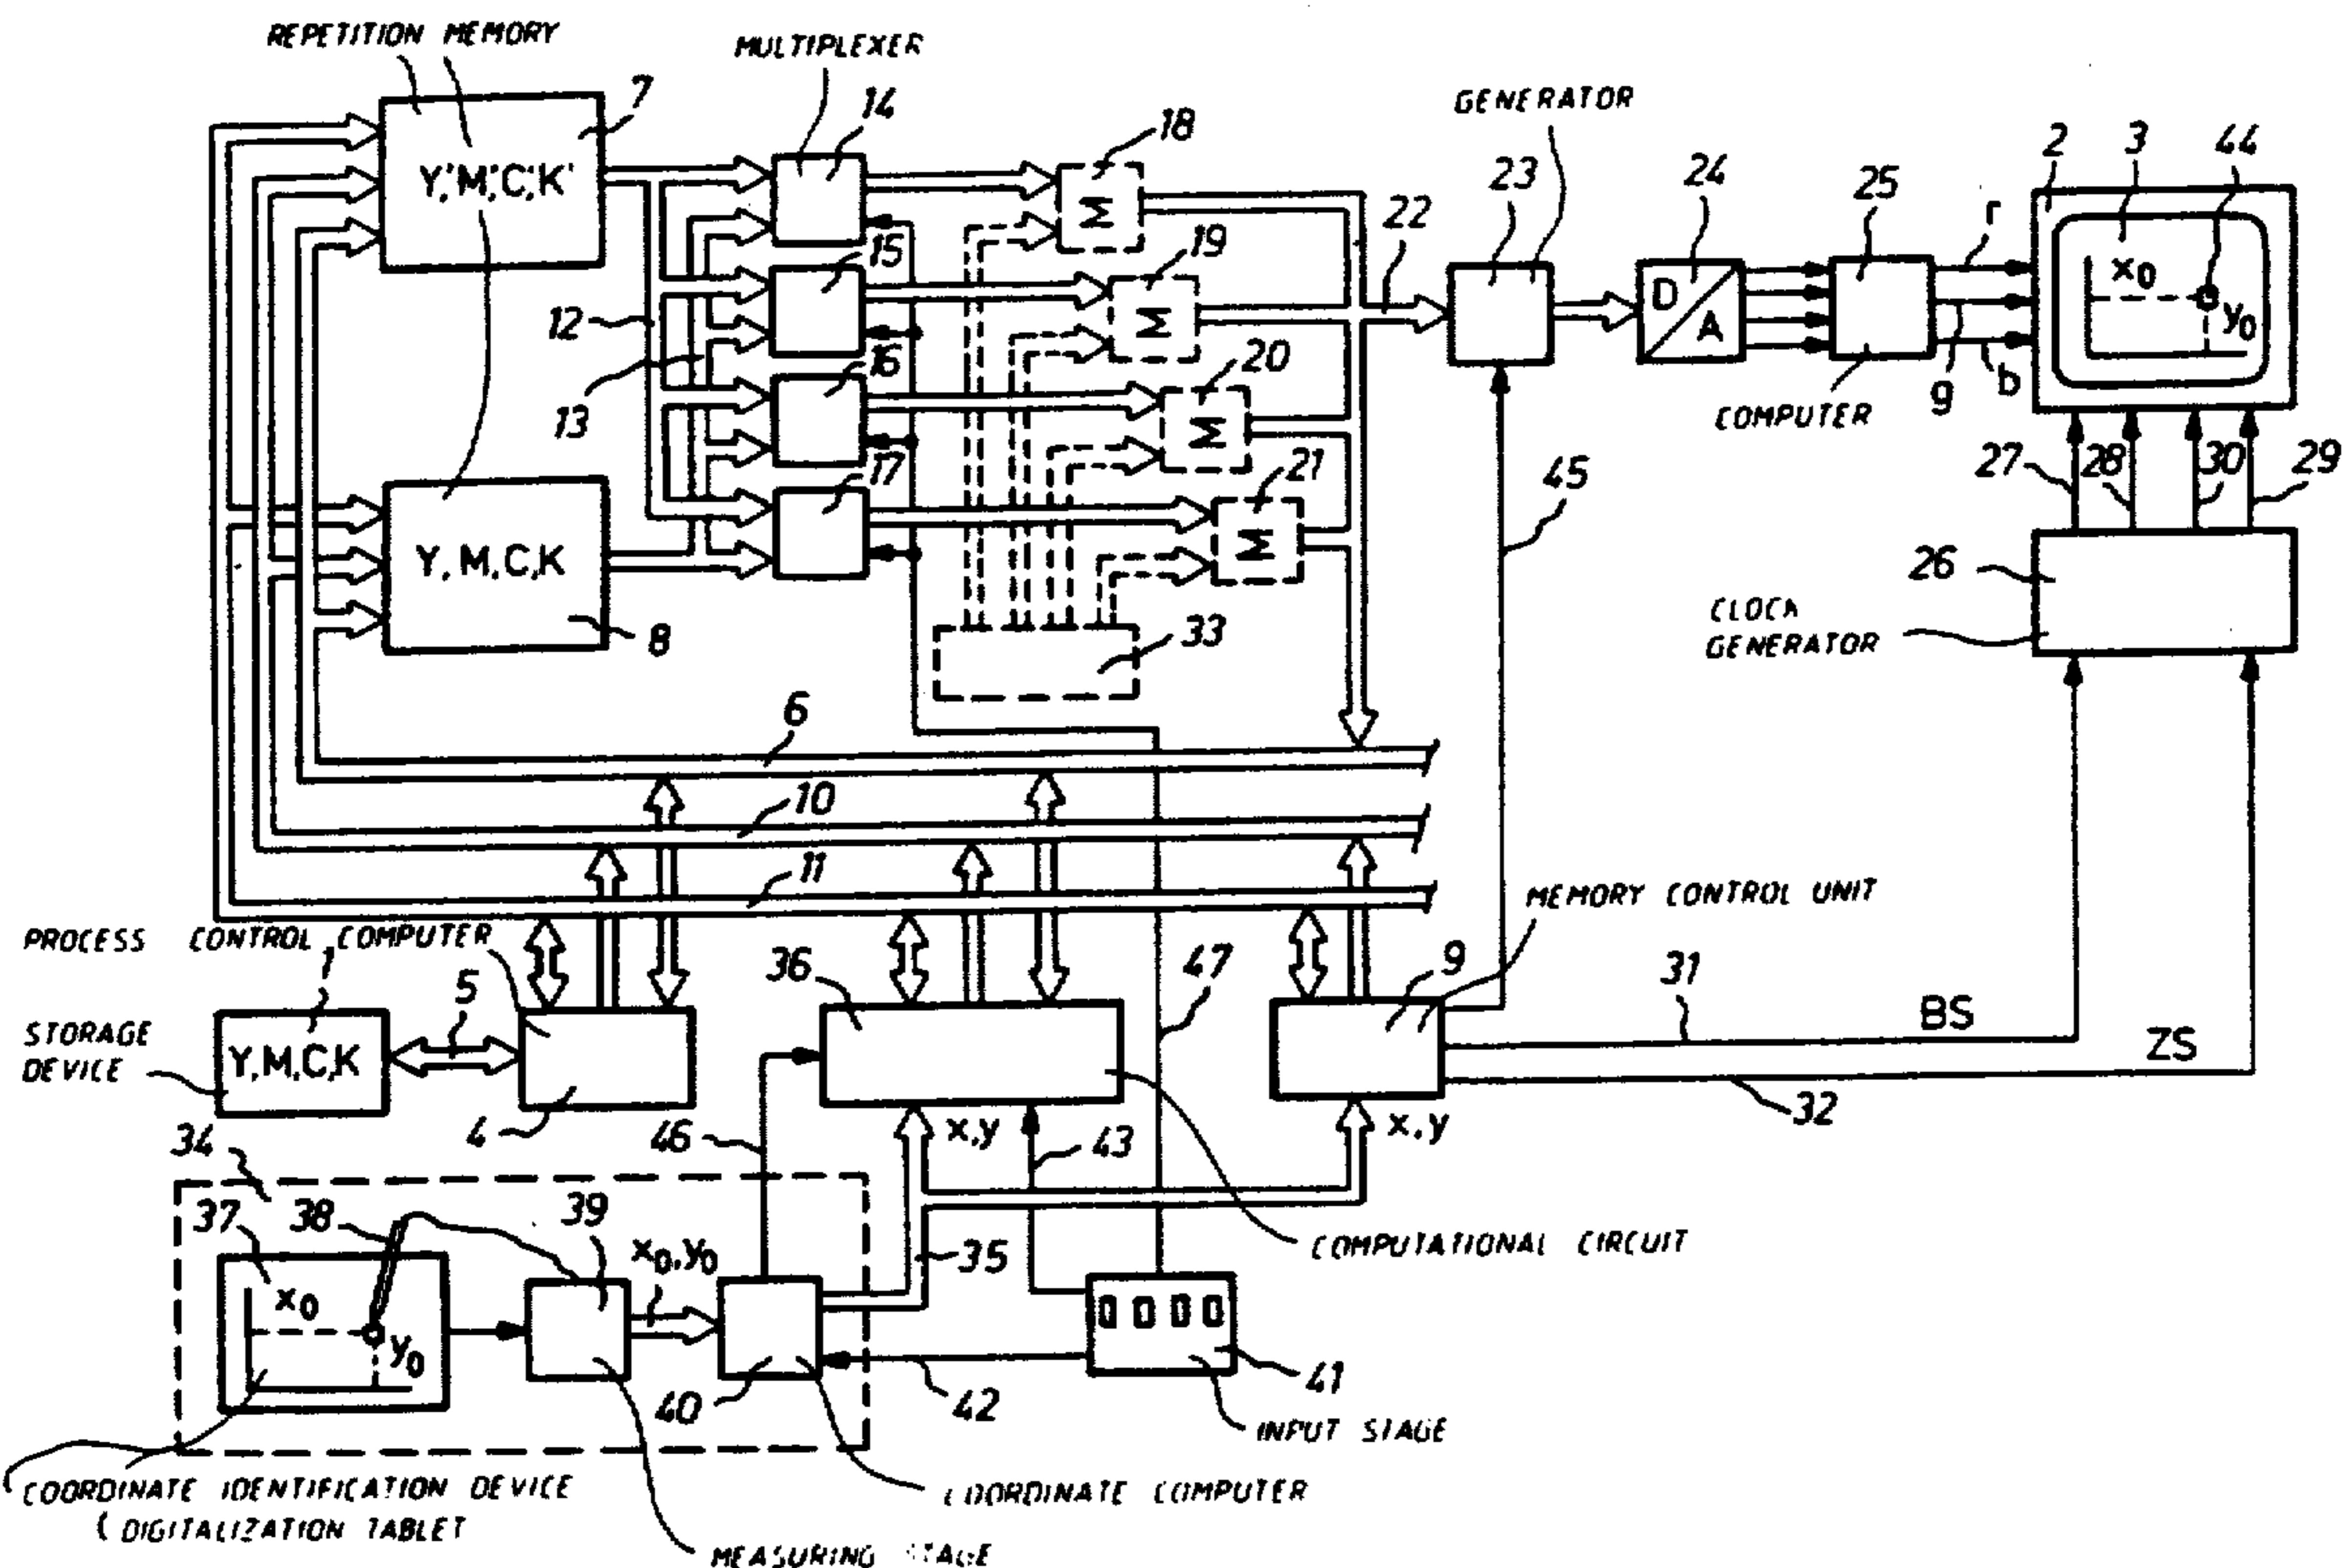 REPETITION MEMORY
MULTIPLEXER
GENERATOR
7
14
18
2
3
44
Y,'M,'C,'K'
M
23
24
25
r
15
19
22
12
M
D
A
x0
y0
13
16
20
g
b
M
COMPUTER
17
21
27
28
30
29
45
Y, M, C, K
M
26
8
33
CLOCK
GENERATOR
6
10
11
MEMORY CONTROL UNIT
PROCESS CONTROL COMPUTER
1
5
36
47
9
31
BS
STORAGE
DEVICE
Y,M,C,K
ZS
4
46
x,y
43
x,y
32
34
37
38
39
x0,y0
35
COMPUTATIONAL CIRCUIT
x0
y0
40
42
41
INPUT STAGE
COORDINATE IDENTIFICATION DEVICE
COORDINATE COMPUTER
( DIGITALIZATION TABLET
MEASURING STAGE